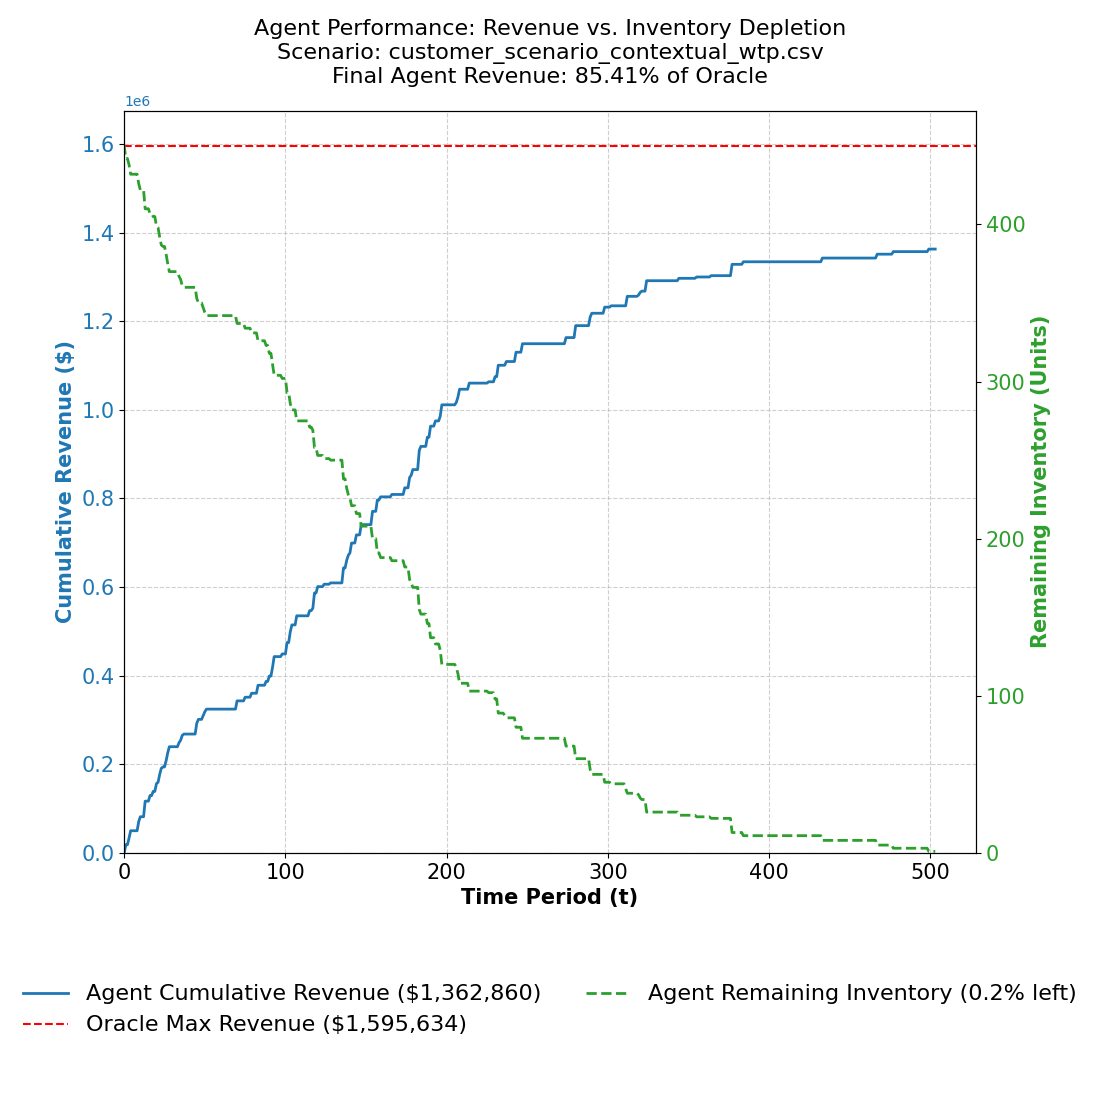 Agent Performance: Revenue vs. Inventory Depletion
Scenario: customer_scenario_contextual_wtp.csv
Final Agent Revenue: 85.41% of Oracle
1e6
1.6
1.4
1.2
1.0
0.8
0.6
0.4
0.2
0.0
Cumulative Revenue ($)
400
300
200
100
0
Remaining Inventory (Units)
0 100 200 300 400 500
Time Period (t)
Agent Cumulative Revenue ($1,362,860)
Oracle Max Revenue ($1,595,634)
Agent Remaining Inventory (0.2% left)